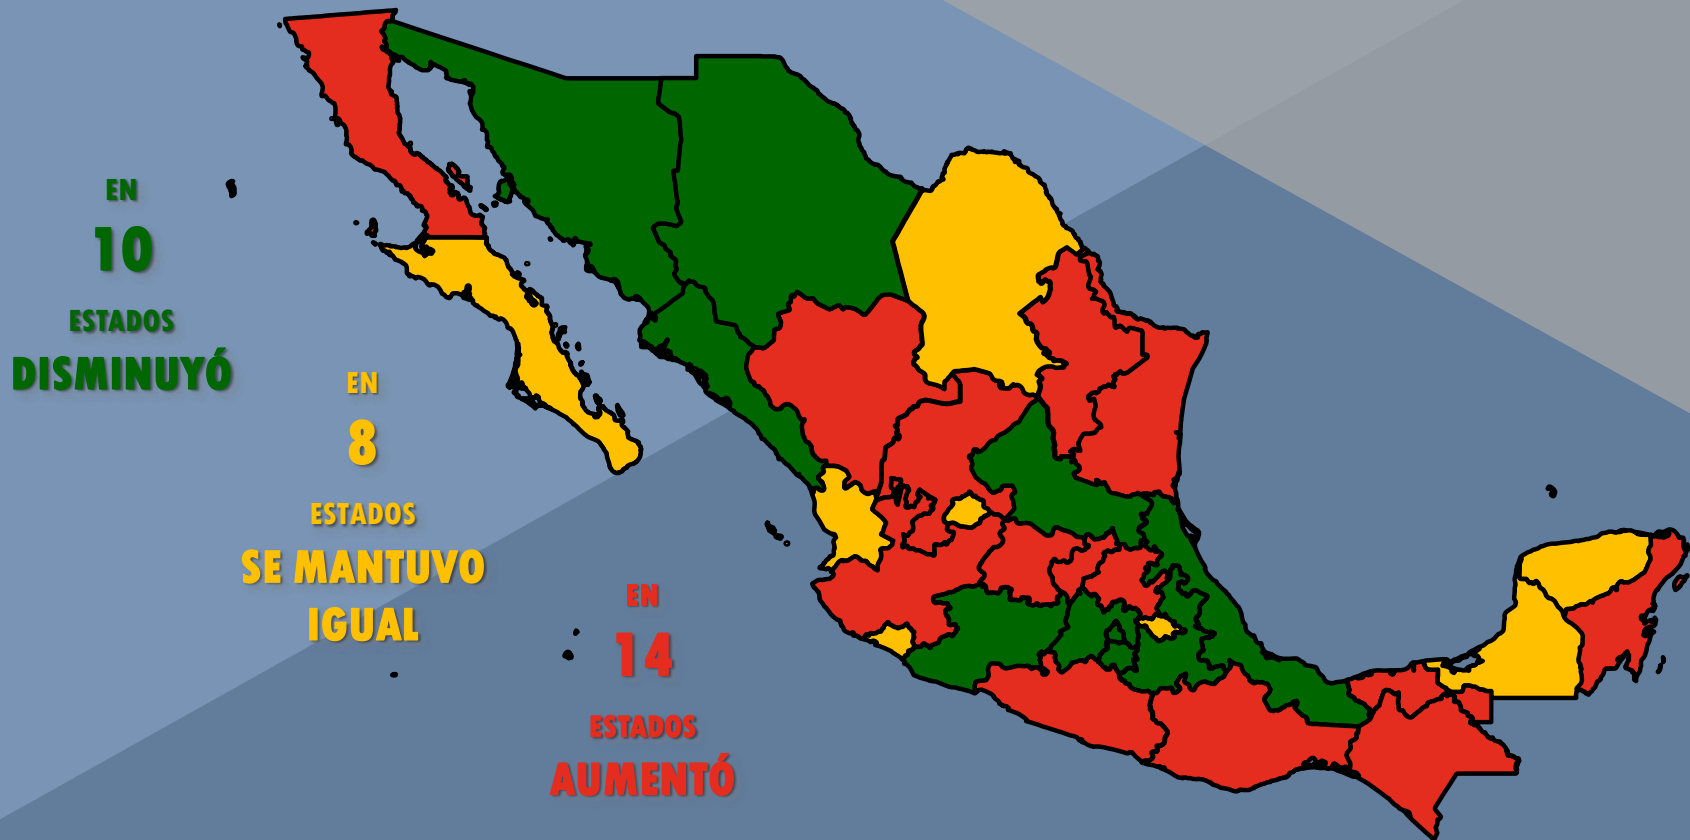 EN
10
ESTADOS
DISMINUYÓ
EN
8
ESTADOS
SE MANTUVO
IGUAL
EN
14
ESTADOS
AUMENTÓ